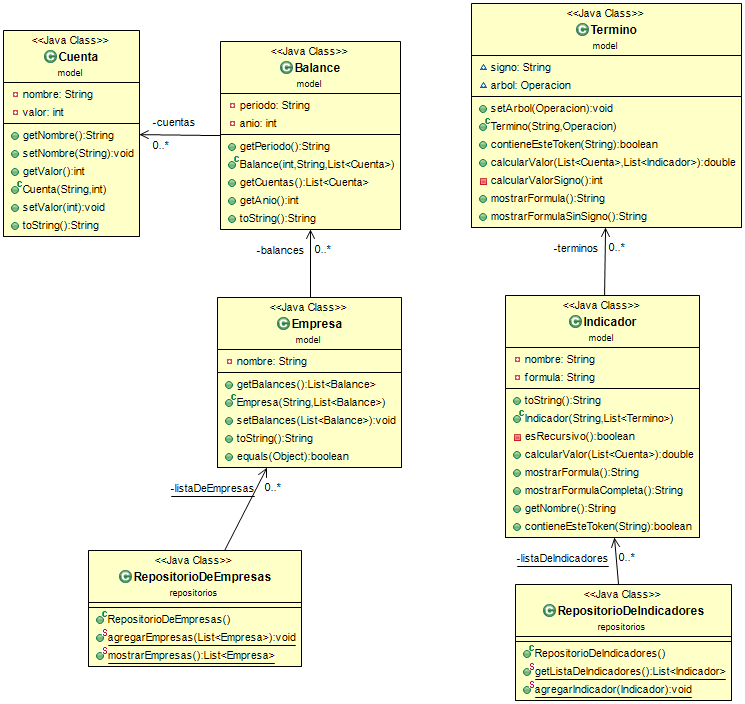 <<Java Class>>
Cuenta
model
nombre: String
valor: int
getNombre():String
setNombre(String):void
getValor():int
Cuenta(String,int)
setValor(int):void
toString():String
-cuentas
0..*
<<Java Class>>
Balance
model
periodo: String
anio: int
getPeriodo():String
Balance(int,String,List<Cuenta>)
getCuentas():List<Cuenta>
getAnio():int
toString():String
-balances
0..*
<<Java Class>>
Empresa
model
nombre: String
getBalances():List<Balance>
Empresa(String,List<Balance>)
setBalances(List<Balance>):void
toString():String
equals(Object):boolean
-listaDeEmpresas
0..*
<<Java Class>>
RepositorioDeEmpresas
repositorios
RepositorioDeEmpresas()
agregarEmpresas(List<Empresa>):void
mostrarEmpresas():List<Empresa>
<<Java Class>>
Termino
model
signo: String
arbol: Operacion
setArbol(Operacion):void
Termino(String,Operacion)
contieneEsteToken(String):boolean
calcularValor(List<Cuenta>,List<Indicador>):double
calcularValorSigno():int
mostrarFormula():String
mostrarFormulaSinSigno():String
-terminos
0..*
<<Java Class>>
Indicador
model
nombre: String
formula: String
toString():String
Indicador(String,List<Termino>)
esRecursivo():boolean
calcularValor(List<Cuenta>):double
mostrarFormula():String
mostrarFormulaCompleta():String
getNombre():String
contieneEsteToken(String):boolean
-listaDeIndicadores
0..*
<<Java Class>>
RepositorioDeIndicadores
repositorios
RepositorioDeIndicadores()
getListaDeIndicadores():List<Indicador>
agregarIndicador(Indicador):void